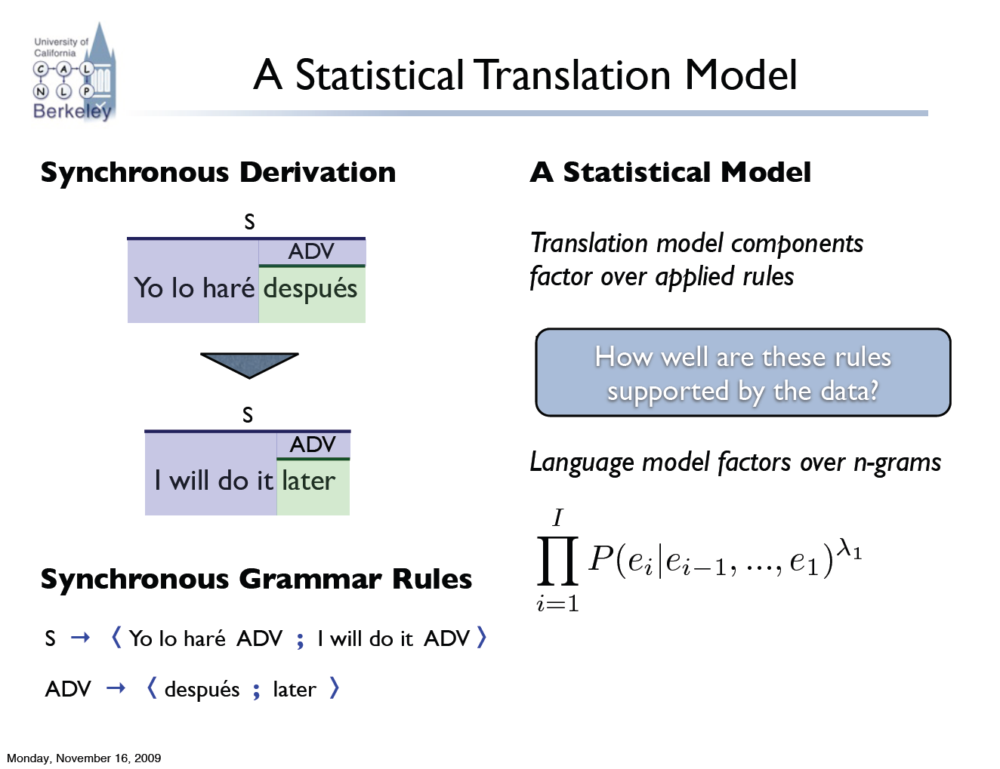 University of
California
C A L
N L P
Berkeley
A Statistical Translation Model
Synchronous Derivation
S
ADV
Yo lo haré después
S
ADV
I will do it later
Synchronous Grammar Rules
S → ⟨ Yo lo haré ADV ; I will do it ADV ⟩
ADV → ⟨ después ; later ⟩
A Statistical Model
Translation model components
factor over applied rules
How well are these rules
supported by the data?
Language model factors over n-grams
∏_{i=1}^{I} P(e_i|e_{i−1}, ..., e_1)^{λ_1}
Monday, November 16, 2009